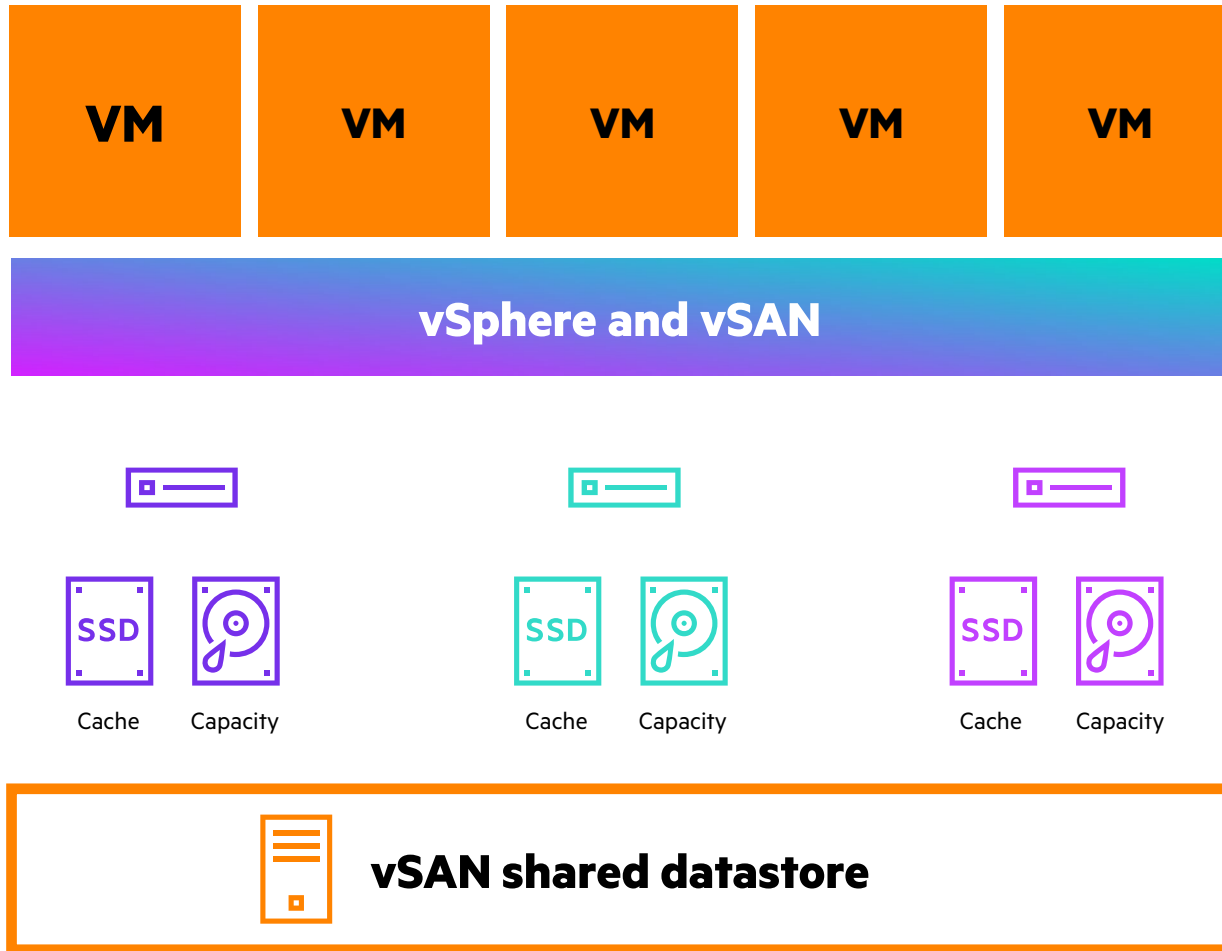 VM VM VM VM VM
vSphere and vSAN
SSD SSD SSD
Cache Capacity Cache Capacity Cache Capacity
vSAN shared datastore